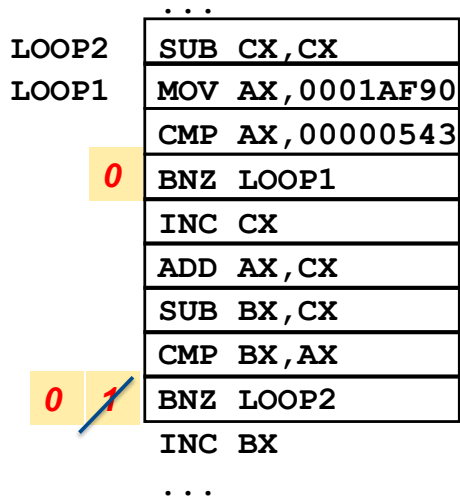 ...
LOOP2 SUB CX,CX
LOOP1 MOV AX,0001AF90
CMP AX,00000543
0 BNZ LOOP1
INC CX
ADD AX,CX
SUB BX,CX
CMP BX,AX
0 1 BNZ LOOP2
INC BX
...